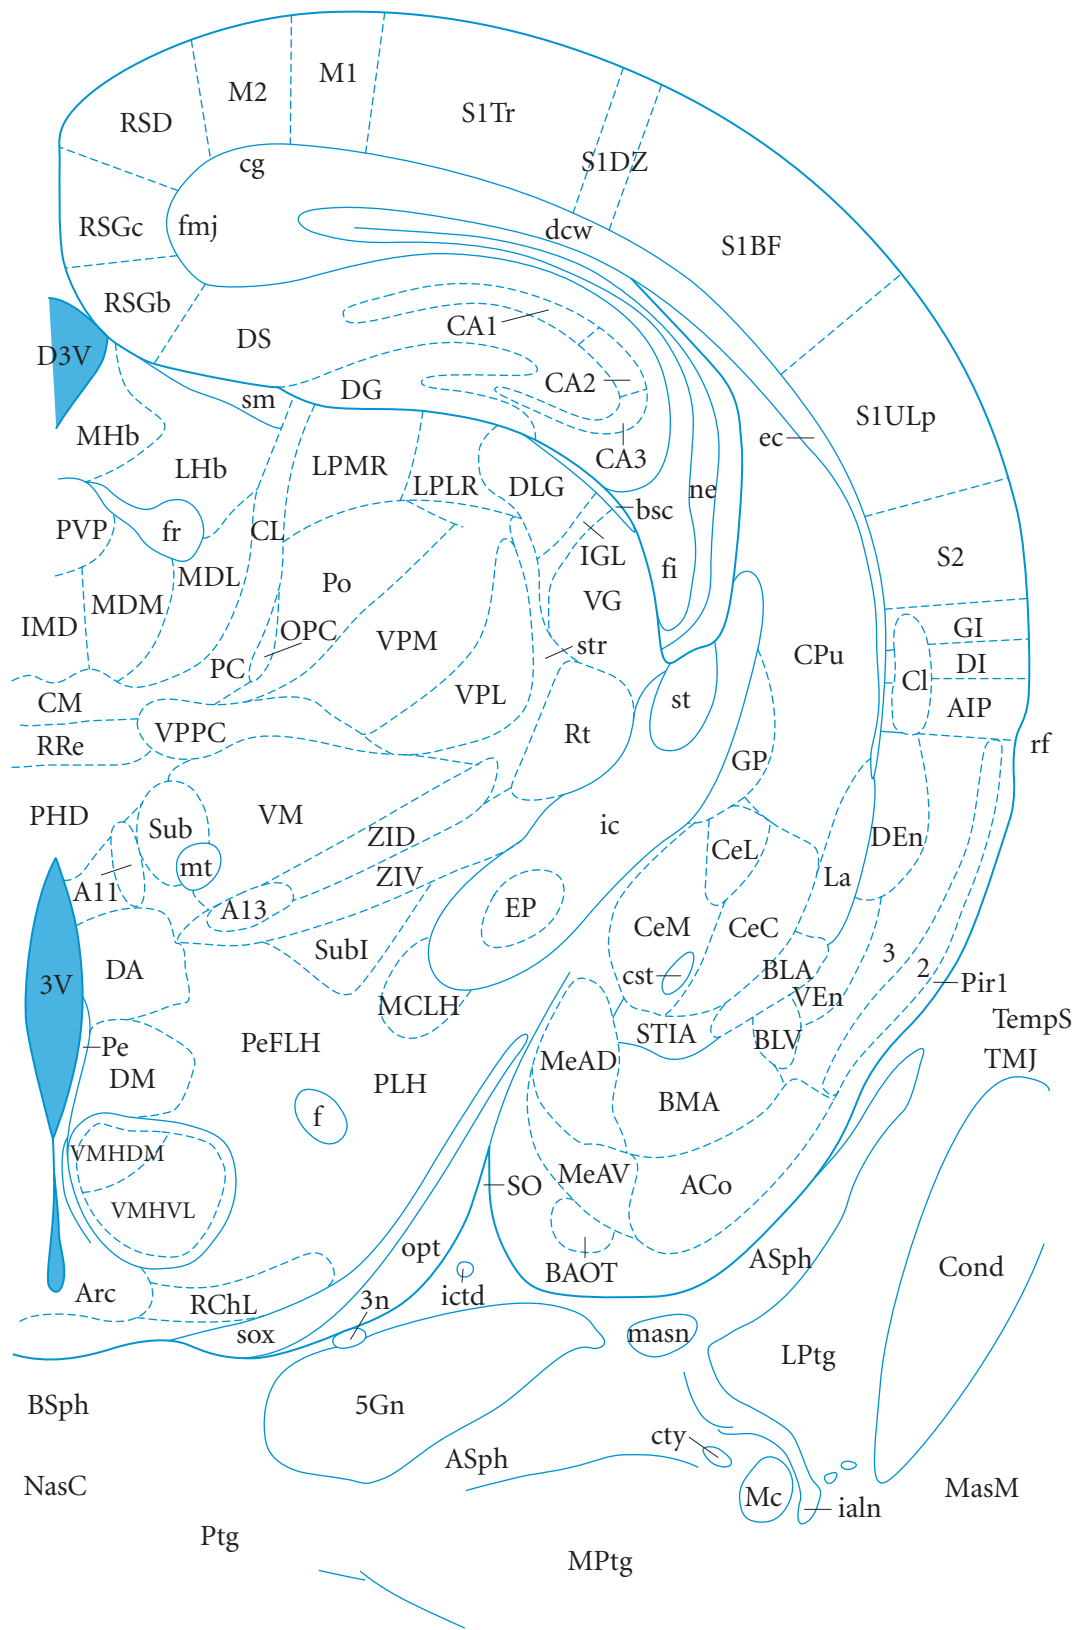 M1
M2
S1Tr
RSD
S1DZ
cg
RSGc
fmj
dcw
S1BF
RSGb
CA1
DS
D3V
CA2
DG
sm
S1ULp
MHb
ec
CA3
LHb
LPMR
LPLR
DLG
ne
bsc
PVP
fr
CL
IGL
S2
fi
MDL
Po
MDM
VG
IMD
OPC
GI
VPM
str
CPu
DI
PC
Cl
VPL
CM
st
AIP
VPPC
Rt
RRe
rf
GP
PHD
VM
Sub
ic
ZID
DEn
CeL
mt
ZIV
La
A11
A13
EP
CeM
CeC
SubI
3
DA
cst
BLA
2
3V
Pir1
VEn
MCLH
TempS
STIA
BLV
PeFLH
Pe
MeAD
TMJ
DM
PLH
BMA
f
VMHDM
MeAV
SO
ACo
VMHVL
opt
ASph
Cond
BAOT
Arc
ictd
3n
RChL
sox
masn
LPtg
BSph
5Gn
cty
ASph
NasC
MasM
Mc
ialn
Ptg
MPtg